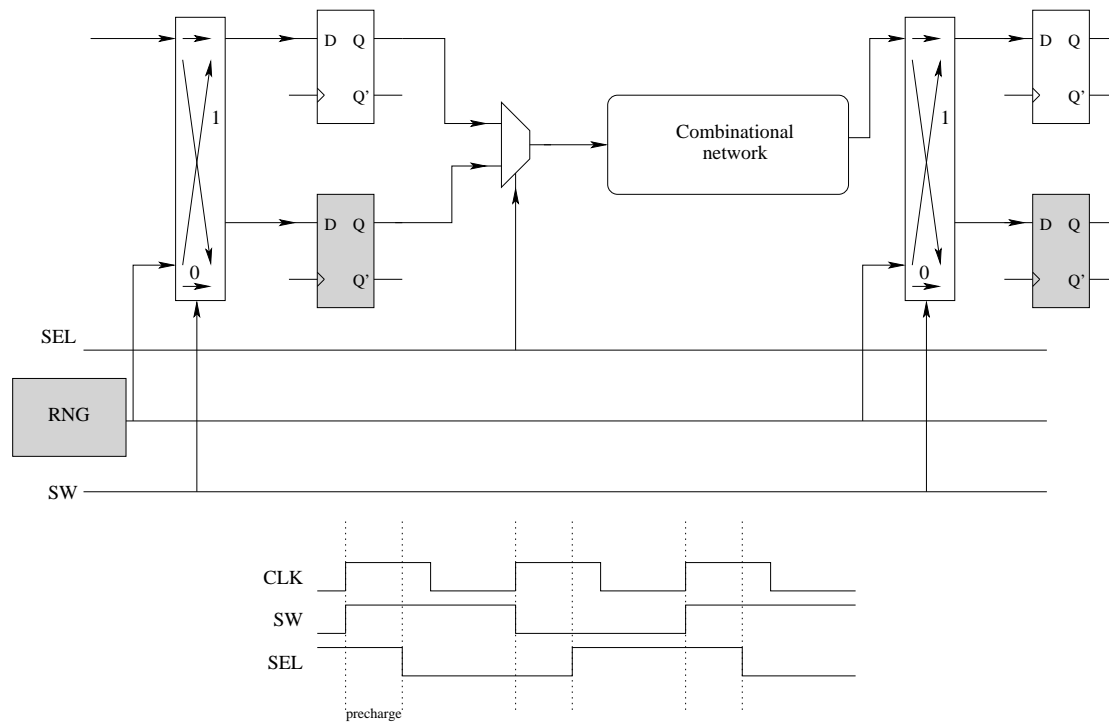 D Q
Q'
1
0
D Q
Q'
Combinational
network
D Q
Q'
1
0
D Q
Q'
SEL
RNG
SW
CLK
SW
SEL
precharge